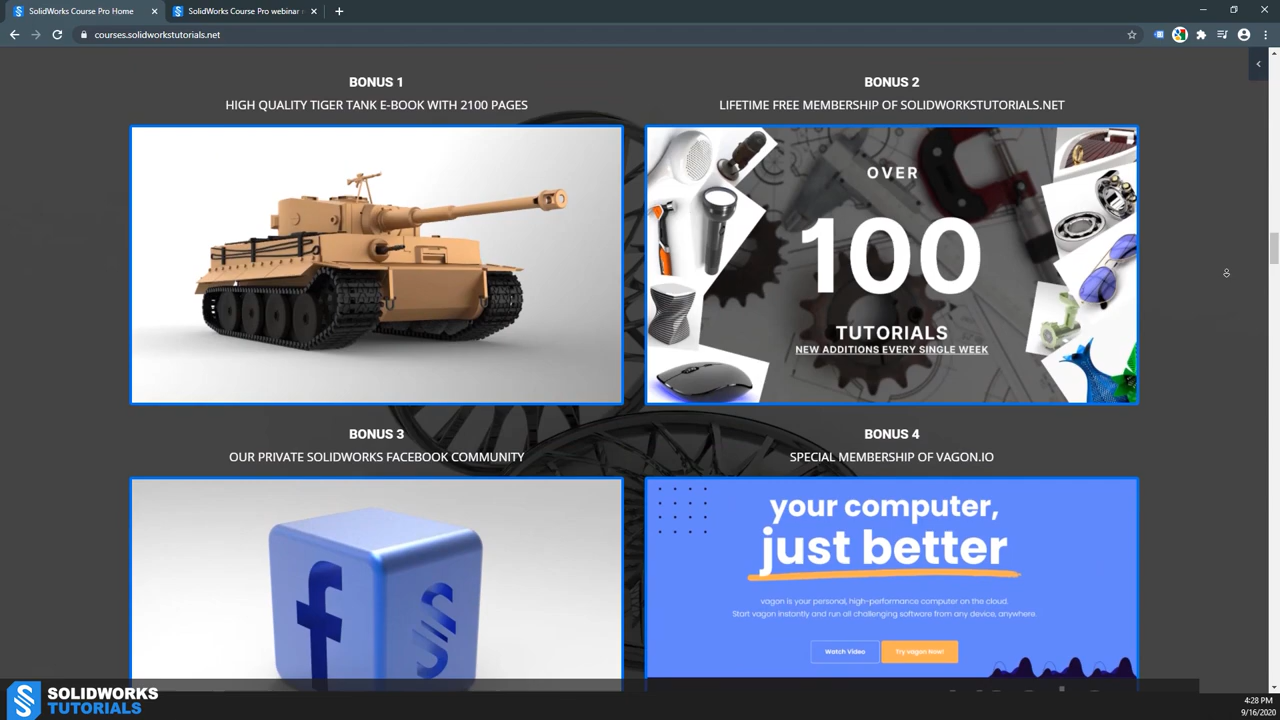 SolidWorks Course Pro Home
SolidWorks Course Pro webinar r
courses.solidworkstutorials.net
BONUS 1
HIGH QUALITY TIGER TANK E-BOOK WITH 2100 PAGES
BONUS 2
LIFETIME FREE MEMBERSHIP OF SOLIDWORKSTUTORIALS.NET
OVER
100
TUTORIALS
NEW ADDITIONS EVERY SINGLE WEEK
BONUS 3
OUR PRIVATE SOLIDWORKS FACEBOOK COMMUNITY
BONUS 4
SPECIAL MEMBERSHIP OF VAGON.IO
f
your computer,
just better
vagon is your personal, high-performance computer on the cloud.
Start vagon instantly and run all challenging software from any device, anywhere.
Watch Video
Try vagon Now!
SOLIDWORKS
TUTORIALS
4:28 PM
9/16/2020